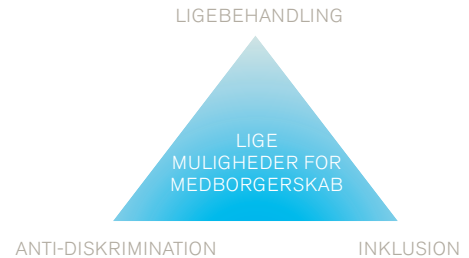 LIGEBEHANDLING
LIGE
MULIGHEDER FOR
MEDBORGERSKAB
ANTI-DISKRIMINATION
INKLUSION